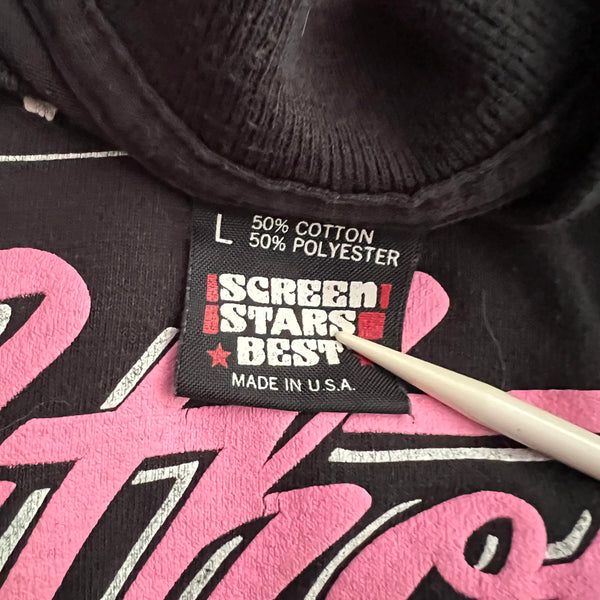 L 50% COTTON
50% POLYESTER
SCREEN
STARS
BEST
MADE IN U.S.A.